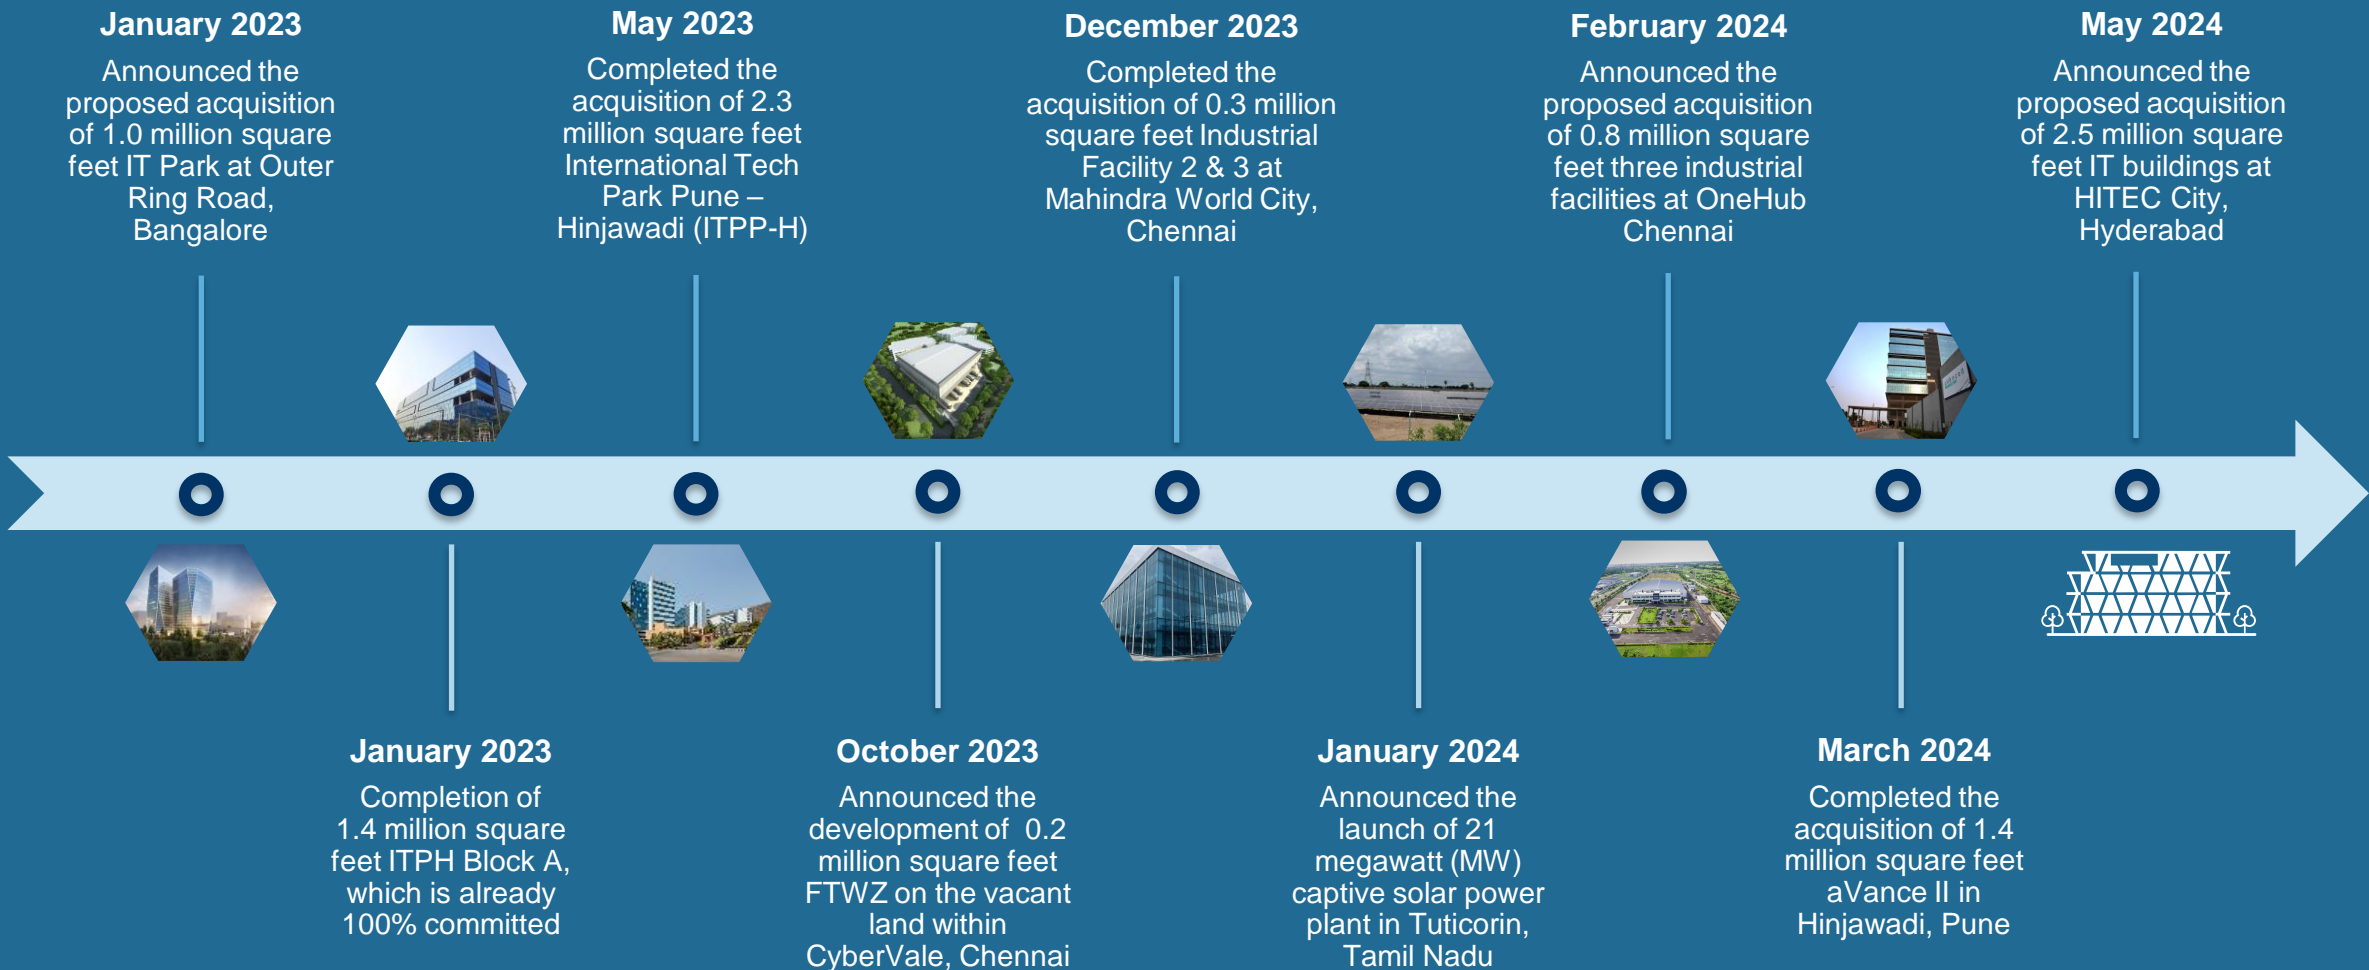 January 2023
Announced the
proposed acquisition
of 1.0 million square
feet IT Park at Outer
Ring Road,
Bangalore
May 2023
Completed the
acquisition of 2.3
million square feet
International Tech
Park Pune –
Hinjawadi (ITPP-H)
December 2023
Completed the
acquisition of 0.3 million
square feet Industrial
Facility 2 & 3 at
Mahindra World City,
Chennai
February 2024
Announced the
proposed acquisition
of 0.8 million square
feet three industrial
facilities at OneHub
Chennai
May 2024
Announced the
proposed acquisition
of 2.5 million square
feet IT buildings at
HITEC City,
Hyderabad
January 2023
Completion of
1.4 million square
feet ITPH Block A,
which is already
100% committed
October 2023
Announced the
development of 0.2
million square feet
FTWZ on the vacant
land within
CyberVale, Chennai
January 2024
Announced the
launch of 21
megawatt (MW)
captive solar power
plant in Tuticorin,
Tamil Nadu
March 2024
Completed the
acquisition of 1.4
million square feet
aVance II in
Hinjawadi, Pune